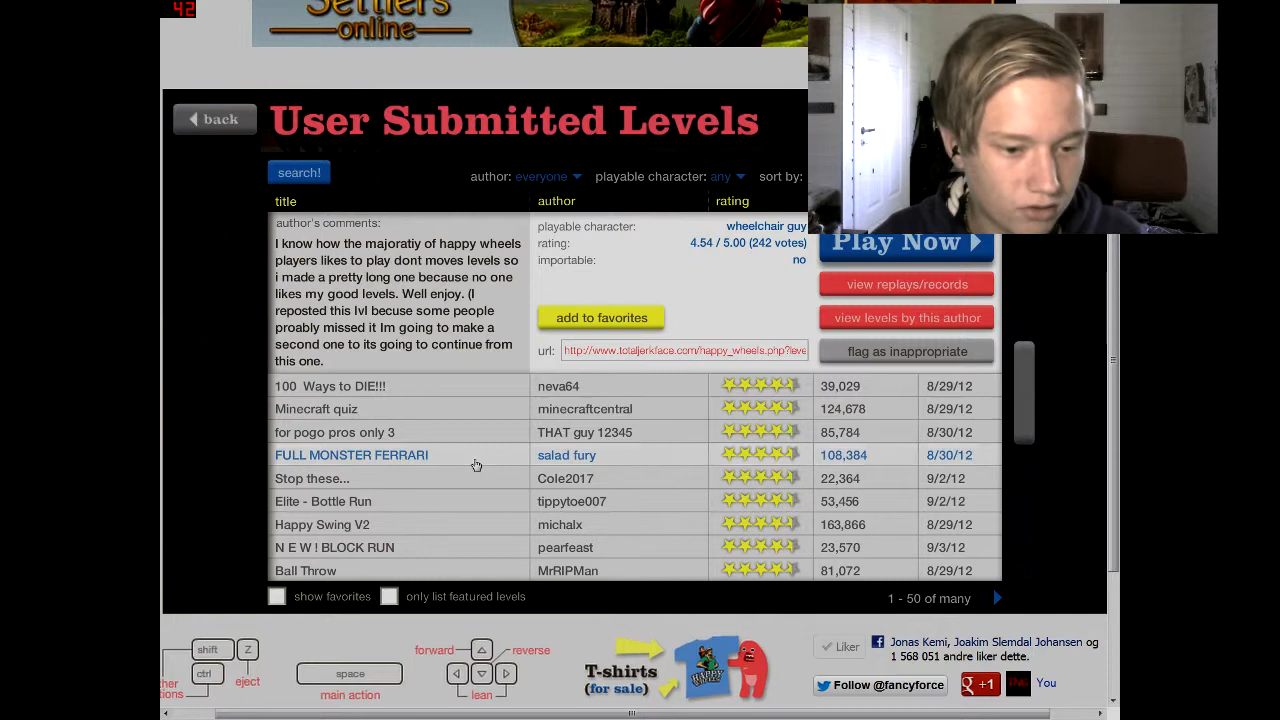 42
Settlers
online
back
User Submitted Levels
search!
author: everyone
playable character: any
sort by:
title
author
rating
author's comments:
I know how the majoratiy of happy wheels
players likes to play dont moves levels so
i made a pretty long one because no one
likes my good levels. Well enjoy. (I
reposted this lvl becuse some people
proably missed it Im going to make a
second one to its going to continue from
this one.
playable character: wheelchair guy
rating: 4.54 / 5.00 (242 votes)
importable: no
add to favorites
url: http://www.totaljerkface.com/happy_wheels.php?leve
Play Now
view replays/records
view levels by this author
flag as inappropriate
100 Ways to DIE!!! neva64 39,029 8/29/12
Minecraft quiz minecraftcentral 124,678 8/29/12
for pogo pros only 3 THAT guy 12345 85,784 8/30/12
FULL MONSTER FERRARI salad fury 108,384 8/30/12
Stop these... Cole2017 22,364 9/2/12
Elite - Bottle Run tippytoe007 53,456 9/2/12
Happy Swing V2 michalx 163,866 8/29/12
N E W ! BLOCK RUN pearfeast 23,570 9/3/12
Ball Throw MrRIPMan 81,072 8/29/12
show favorites
only list featured levels
1 - 50 of many
shift
Z
ctrl
eject
ther
tions
space
main action
forward
reverse
lean
T-shirts
(for sale)
HAPPY WHEELS
Liker
Jonas Kemi, Joakim Slemdal Johansen og
1 568 051 andre liker dette.
Follow @fancyforce
g +1
You